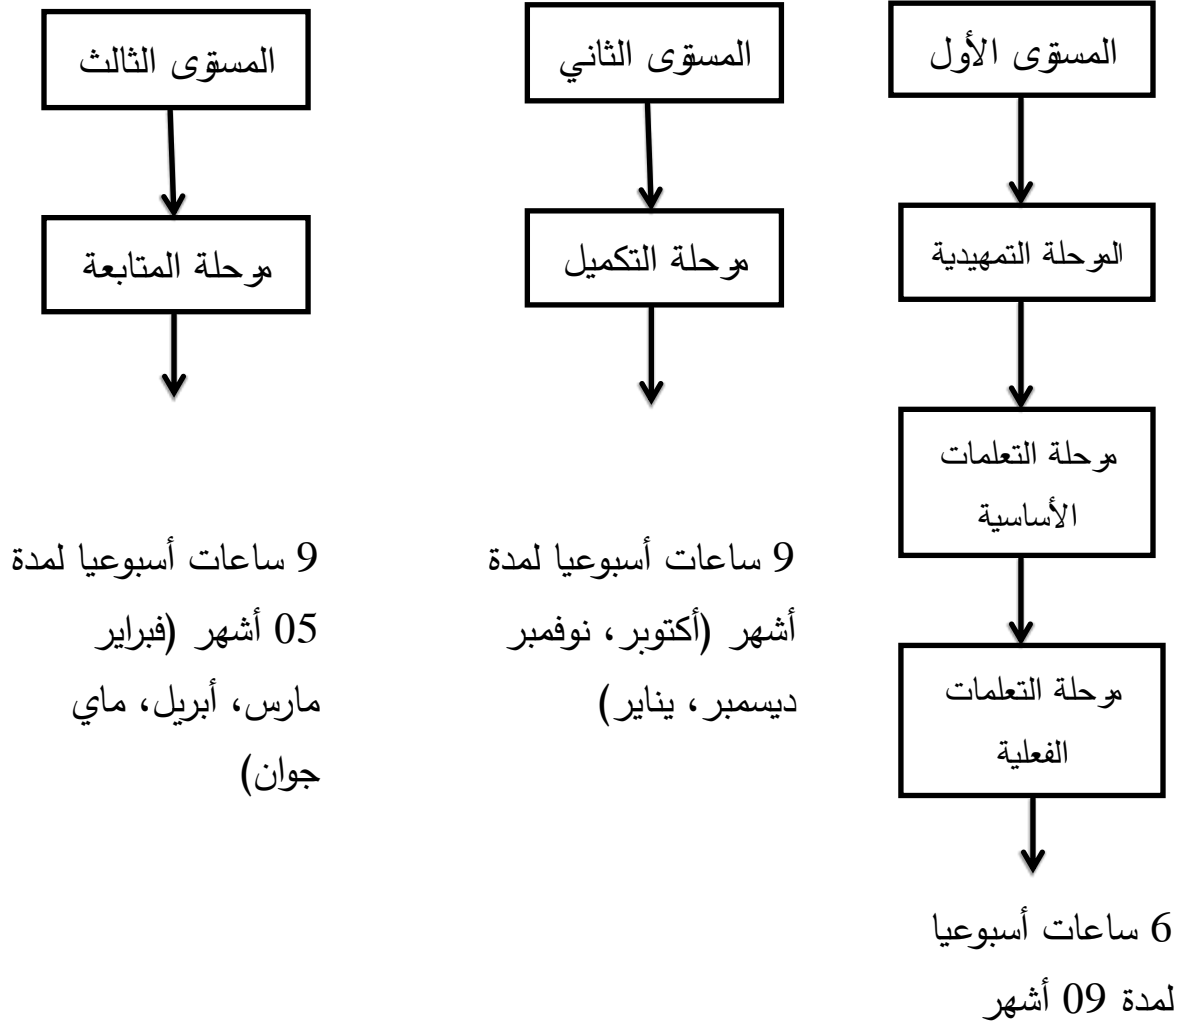 المستوى الأول
المرحلة التمهيدية
مرحلة التعلمات
الأساسية
مرحلة التعلمات
الفعلية
6 ساعات أسبوعيا
لمدة 09 أشهر
المستوى الثاني
مرحلة التكميل
9 ساعات أسبوعيا لمدة
أشهر (أكتوبر، نوفمبر
ديسمبر، يناير)
المستوى الثالث
مرحلة المتابعة
9 ساعات أسبوعيا لمدة
05 أشهر (فبراير
مارس، أبريل، ماي
جوان)